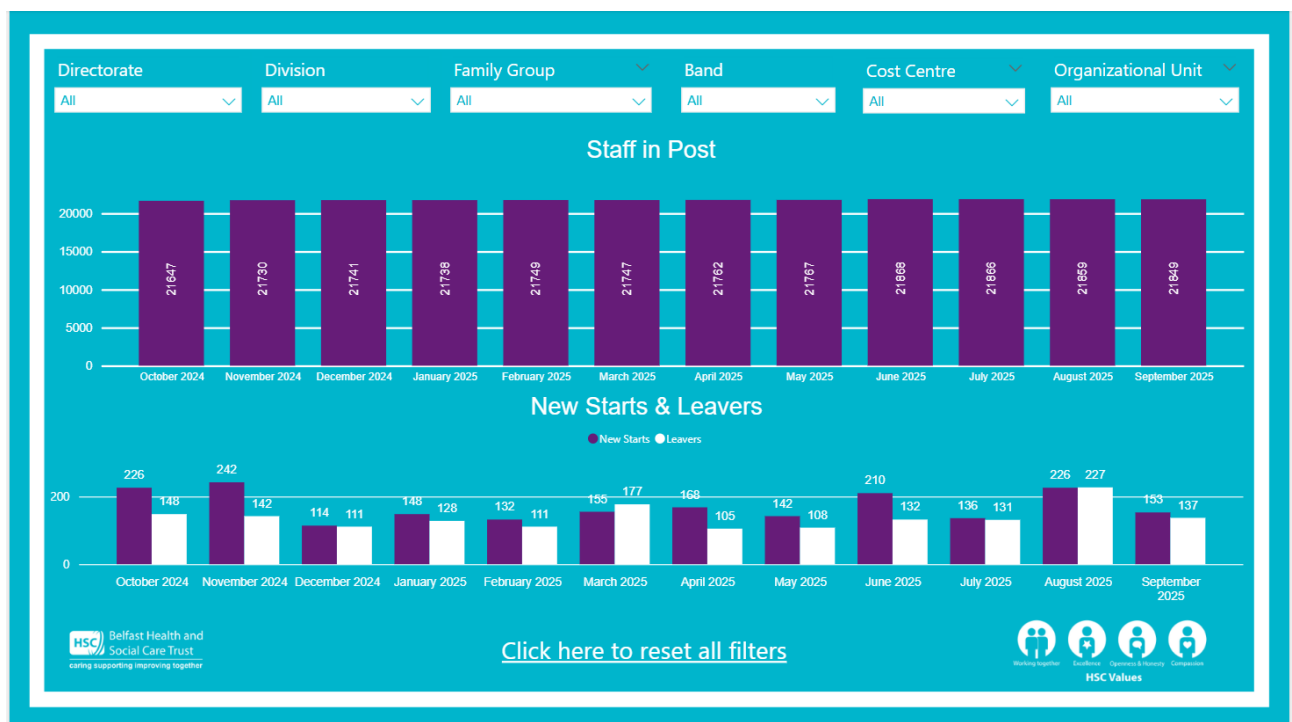 Directorate Division Family Group Band Cost Centre Organizational Unit
All All All All All All
Staff in Post
20000
15000
10000
5000
0
21647 21730 21741 21738 21749 21747 21762 21767 21868 21866 21859 21849
October 2024 November 2024 December 2024 January 2025 February 2025 March 2025 April 2025 May 2025 June 2025 July 2025 August 2025 September 2025
New Starts & Leavers
New Starts Leavers
200
0
226 148 242 142 114 111 148 128 132 111 155 177 168 105 142 108 210 132 136 131 226 227 153 137
October 2024 November 2024 December 2024 January 2025 February 2025 March 2025 April 2025 May 2025 June 2025 July 2025 August 2025 September
2025
HSC Belfast Health and
Social Care Trust
caring supporting improving together
Click here to reset all filters
Working together Excellence Openness & Honesty Compassion
HSC Values